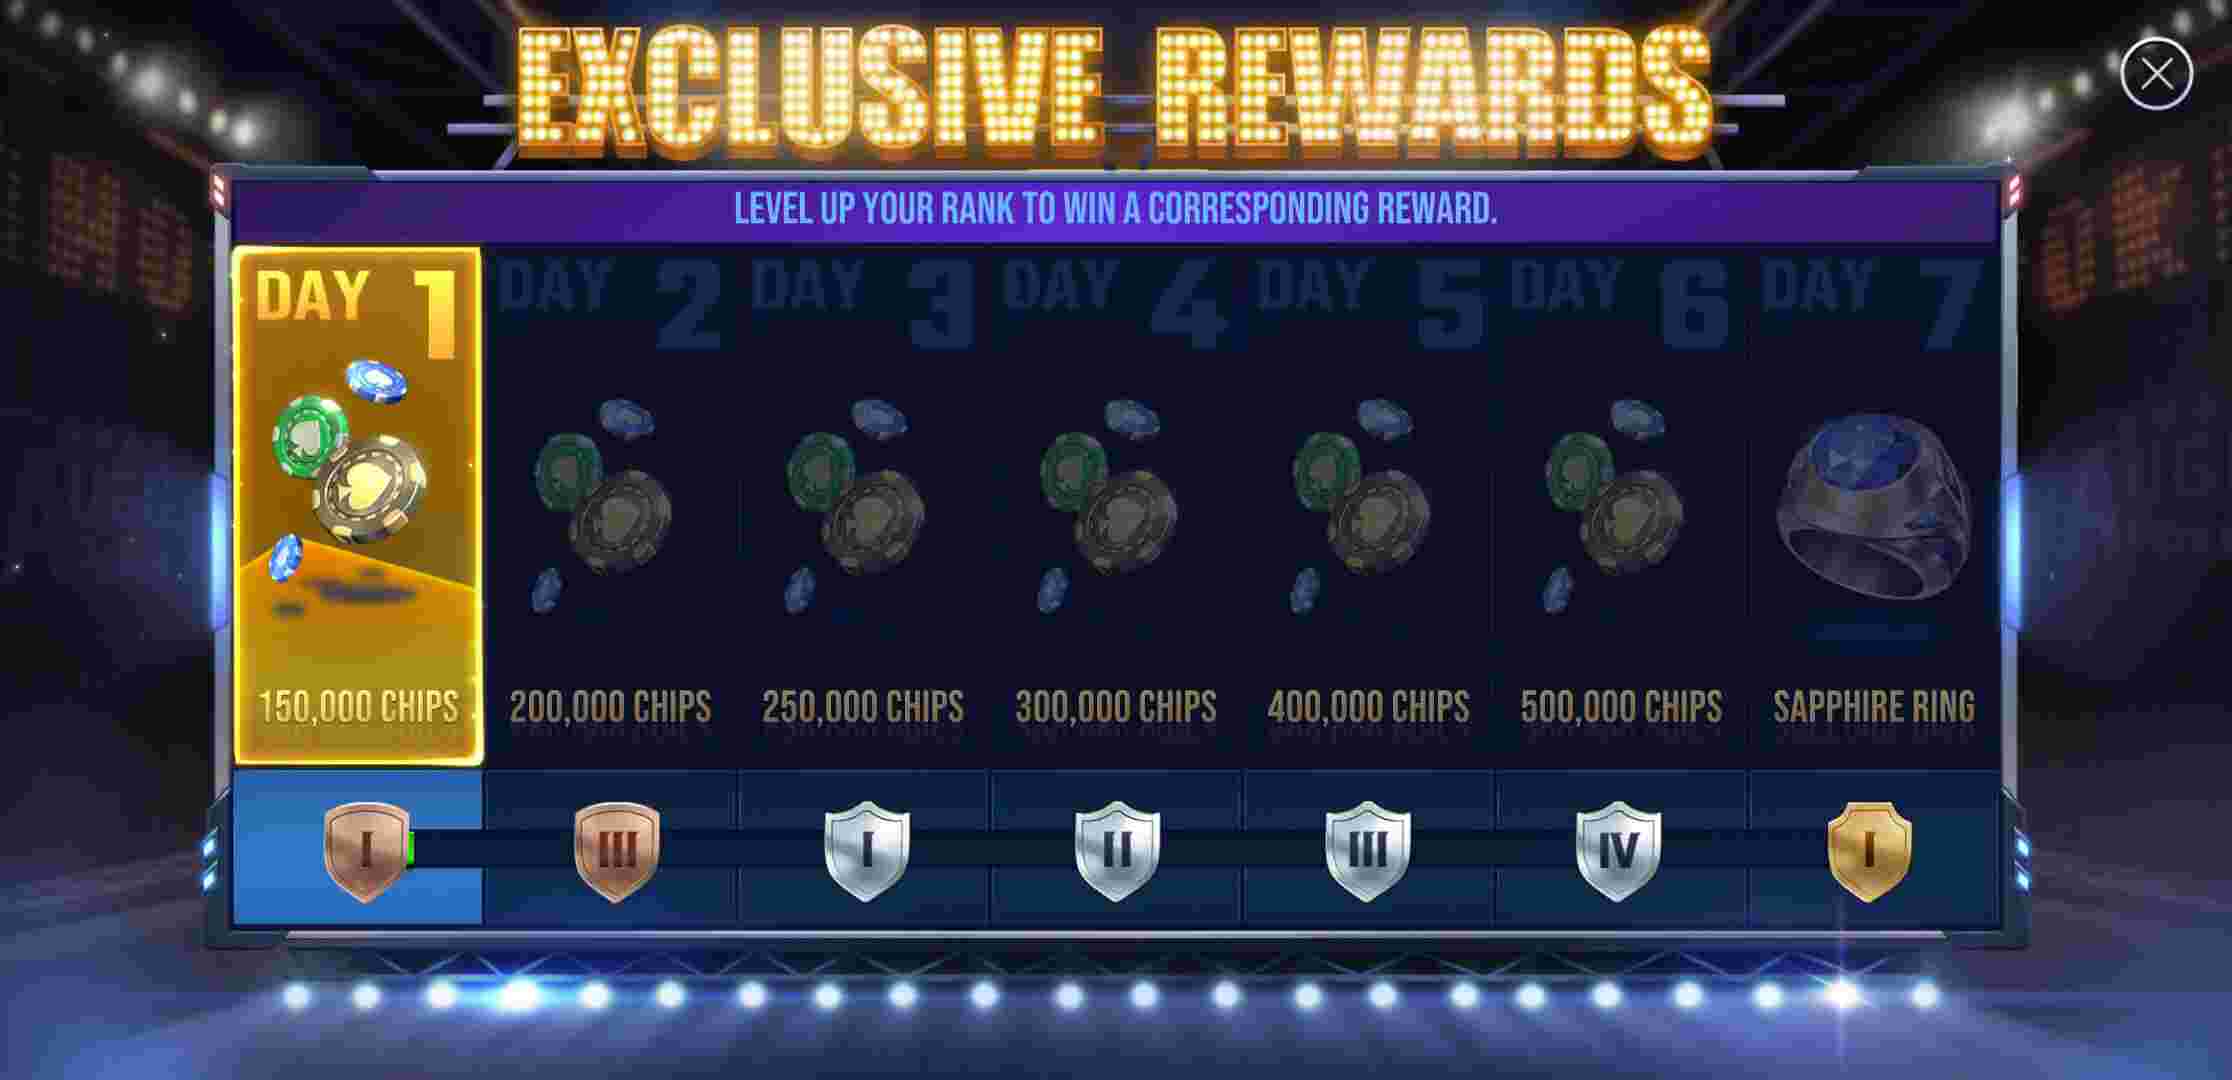 EXCLUSIVE REWARDS
LEVEL UP YOUR RANK TO WIN A CORRESPONDING REWARD.
DAY 1
DAY 2
DAY 3
DAY 4
DAY 5
DAY 6
DAY 7
150,000 CHIPS
200,000 CHIPS
250,000 CHIPS
300,000 CHIPS
400,000 CHIPS
500,000 CHIPS
SAPPHIRE RING
I
III
I
II
III
IV
I